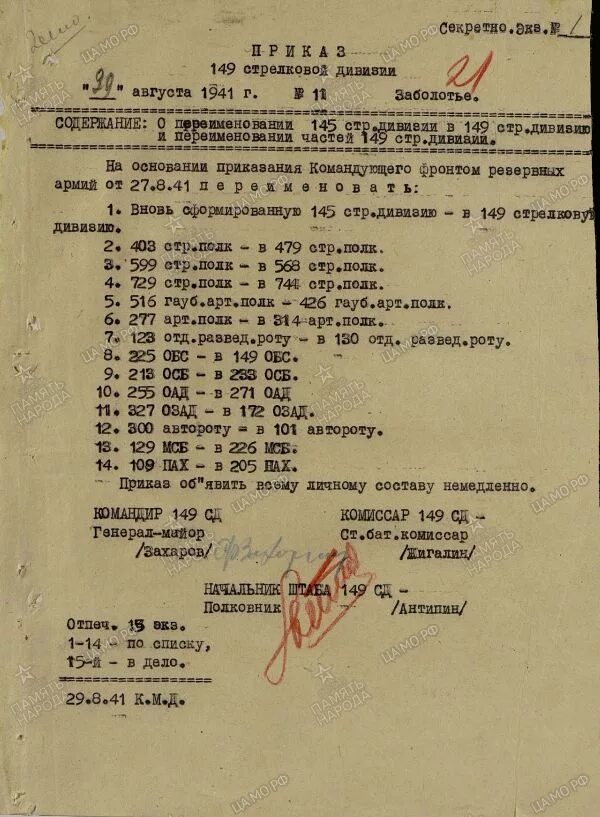 Секретно. Экз. № 1
ПРИКАЗ
149 стрелковой дивизии
21
"30" августа 1941 г. № 11 Заболотье.
СОДЕРЖАНИЕ: О переименовании 145 стр.дивизии в 149 стр.дивизию
и переименовании частей 149 стр.дивизии.
На основании приказания Командующего фронтом резервных
армий от 27.8.41 переименовать:
1. Вновь сформированную 145 стр.дивизию - в 149 стрелковую
дивизию.
2. 403 стр.полк - в 479 стр.полк.
3. 599 стр.полк - в 568 стр.полк.
4. 729 стр.полк - в 744 стр.полк.
5. 516 гауб.арт.полк - 426 гауб.арт.полк.
6. 277 арт.полк - в 314 арт.полк.
7. 123 отд.развед.роту - в 130 отд. развед.роту.
8. 225 ОБС - в 149 ОБС.
9. 213 ОСБ - в 233 ОСБ.
10. 255 ОАД - в 271 ОАД
11. 327 ОЗАД - в 172 ОЗАД.
12. 300 автороту - в 101 автороту.
13. 129 МСБ - в 226 МСБ.
14. 109 ПАХ - в 205 ПАХ.
Приказ об"явить всему личному составу немедленно.
КОМАНДИР 149 СД КОМИССАР 149 СД -
Генерал-майор Ст.бат.комиссар
/Захаров/ /Жигалин/
НАЧАЛЬНИК ШТАБА 149 СД -
Полковник - /Антипин/
Отпеч. 15 экз.
1-14 - по списку,
15-й - в дело.
29.8.41 К.М.Д.
ПАМЯТЬ НАРОДА
ЦАМО.РФ